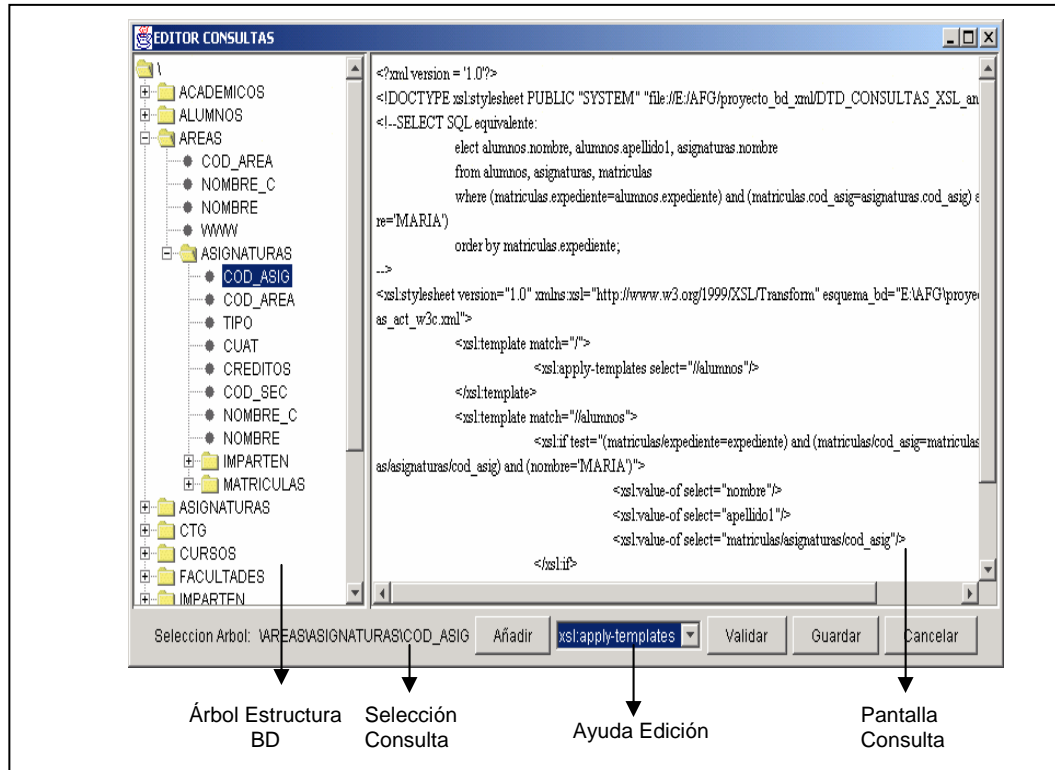 EDITOR CONSULTAS
\
ACADEMICOS
ALUMNOS
AREAS
COD_AREA
NOMBRE_C
NOMBRE
WWW
ASIGNATURAS
COD_ASIG
COD_AREA
TIPO
CUAT
CREDITOS
COD_SEC
NOMBRE_C
NOMBRE
IMPARTEN
MATRICULAS
ASIGNATURAS
CTG
CURSOS
FACULTADES
IMPARTEN
<?xml version = '1.0'?>
<!DOCTYPE xsl:stylesheet PUBLIC "SYSTEM" "file://E:/AFG/proyecto_bd_xml/DTD_CONSULTAS_XSL_an
<!--SELECT SQL equivalente:
elect alumnos.nombre, alumnos.apellido1, asignaturas.nombre
from alumnos, asignaturas, matriculas
where (matriculas.expediente=alumnos.expediente) and (matriculas.cod_asig=asignaturas.cod_asig) a
re='MARIA')
order by matriculas.expediente;
-->
<xsl:stylesheet version="1.0" xmlns:xsl="http://www.w3.org/1999/XSL/Transform" esquema_bd="E:\AFG\proye
as_act_w3c.xml">
<xsl:template match="/">
<xsl:apply-templates select="//alumnos"/>
</xsl:template>
<xsl:template match="//alumnos">
<xsl:if test="(matriculas/expediente=expediente) and (matriculas/cod_asig=matriculas
as/asignaturas/cod_asig) and (nombre='MARIA')">
<xsl:value-of select="nombre"/>
<xsl:value-of select="apellido1"/>
<xsl:value-of select="matriculas/asignaturas/cod_asig"/>
</xsl:if>
Seleccion Arbol: \AREAS\ASIGNATURAS\COD_ASIG Añadir xsl:apply-templates Validar Guardar Cancelar
Árbol Estructura
BD
Selección
Consulta
Ayuda Edición
Pantalla
Consulta